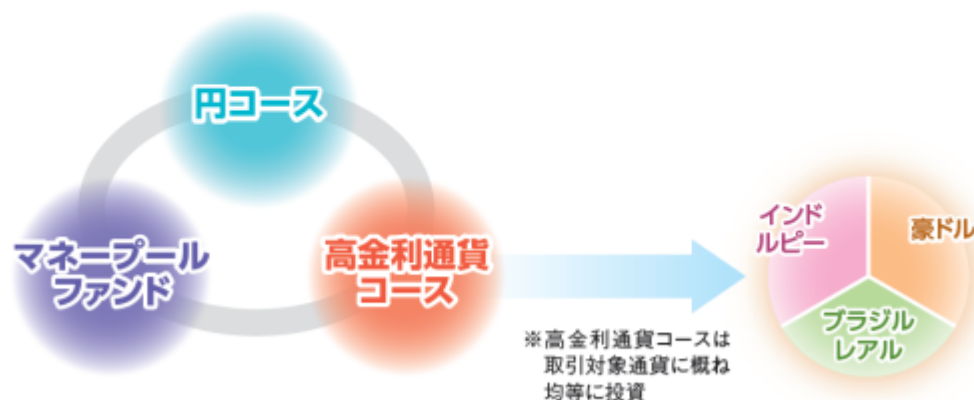 円コース
マネープール
ファンド
高金利通貨
コース
※高金利通貨コースは
取引対象通貨に概ね
均等に投資
インド
ルピー
豪ドル
ブラジル
レアル